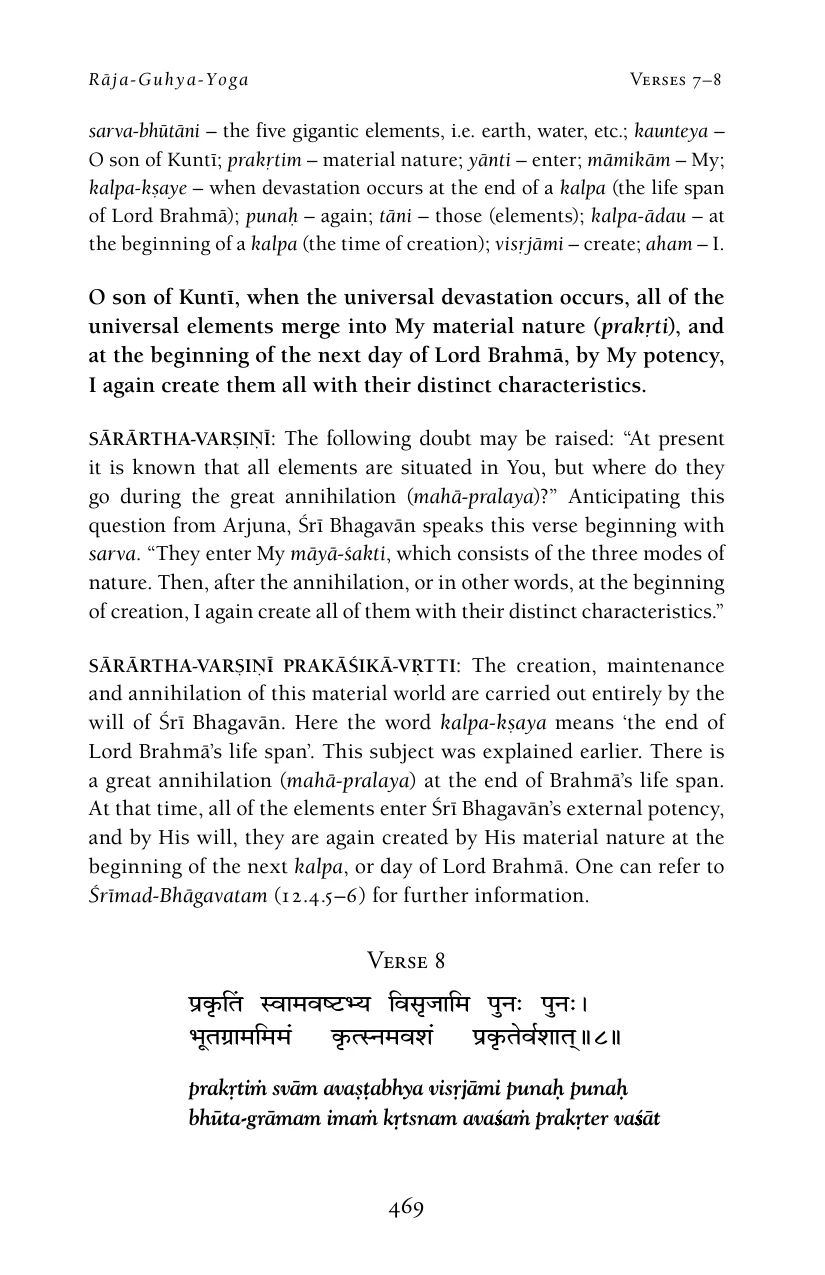 Rāja-Guhya-Yoga Verses 7–8
sarva-bhūtāni – the five gigantic elements, i.e. earth, water, etc.; kaunteya –
O son of Kuntī; prakṛtim – material nature; yānti – enter; māmikām – My;
kalpa-kṣaye – when devastation occurs at the end of a kalpa (the life span
of Lord Brahmā); punaḥ – again; tāni – those (elements); kalpa-ādau – at
the beginning of a kalpa (the time of creation); visṛjāmi – create; aham – I.
O son of Kuntī, when the universal devastation occurs, all of the
universal elements merge into My material nature (prakṛti), and
at the beginning of the next day of Lord Brahmā, by My potency,
I again create them all with their distinct characteristics.
SĀRĀRTHA-VARṢIṆĪ: The following doubt may be raised: “At present
it is known that all elements are situated in You, but where do they
go during the great annihilation (mahā-pralaya)?” Anticipating this
question from Arjuna, Śrī Bhagavān speaks this verse beginning with
sarva. “They enter My māyā-śakti, which consists of the three modes of
nature. Then, after the annihilation, or in other words, at the beginning
of creation, I again create all of them with their distinct characteristics.”
SĀRĀRTHA-VARṢIṆĪ PRAKĀŚIKĀ-VṚTTI: The creation, maintenance
and annihilation of this material world are carried out entirely by the
will of Śrī Bhagavān. Here the word kalpa-kṣaya means ‘the end of
Lord Brahmā’s life span’. This subject was explained earlier. There is
a great annihilation (mahā-pralaya) at the end of Brahmā’s life span.
At that time, all of the elements enter Śrī Bhagavān’s external potency,
and by His will, they are again created by His material nature at the
beginning of the next kalpa, or day of Lord Brahmā. One can refer to
Śrīmad-Bhāgavatam (12.4.5–6) for further information.
Verse 8
प्रकृतिं स्वामवष्टभ्य विसृजामि पुनः पुनः।
भूतग्राममिमं कृत्स्नमवशं प्रकृतेर्वशात्॥८॥
prakṛtiṁ svām avaṣṭabhya visṛjāmi punaḥ punaḥ
bhūta-grāmam imaṁ kṛtsnam avaśaṁ prakṛter vaśāt
469